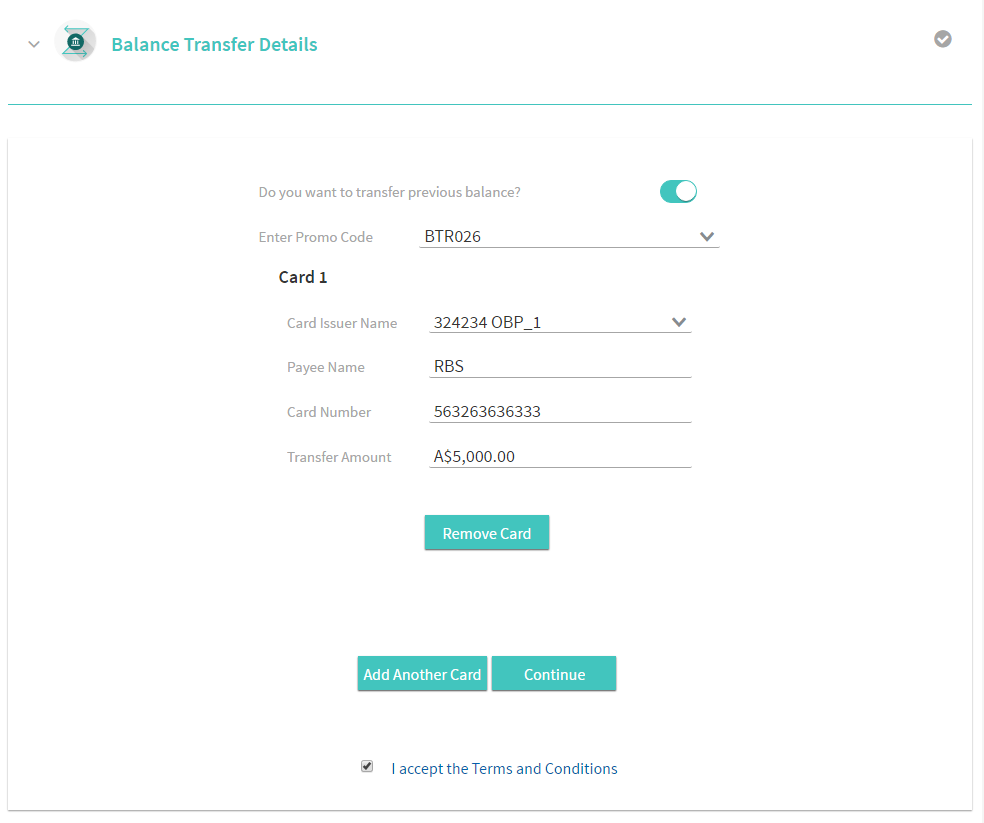 Balance Transfer Details
Do you want to transfer previous balance?
Enter Promo Code BTR026
Card 1
Card Issuer Name 324234 OBP_1
Payee Name RBS
Card Number 563263636333
Transfer Amount A$5,000.00
Remove Card
Add Another Card Continue
I accept the Terms and Conditions